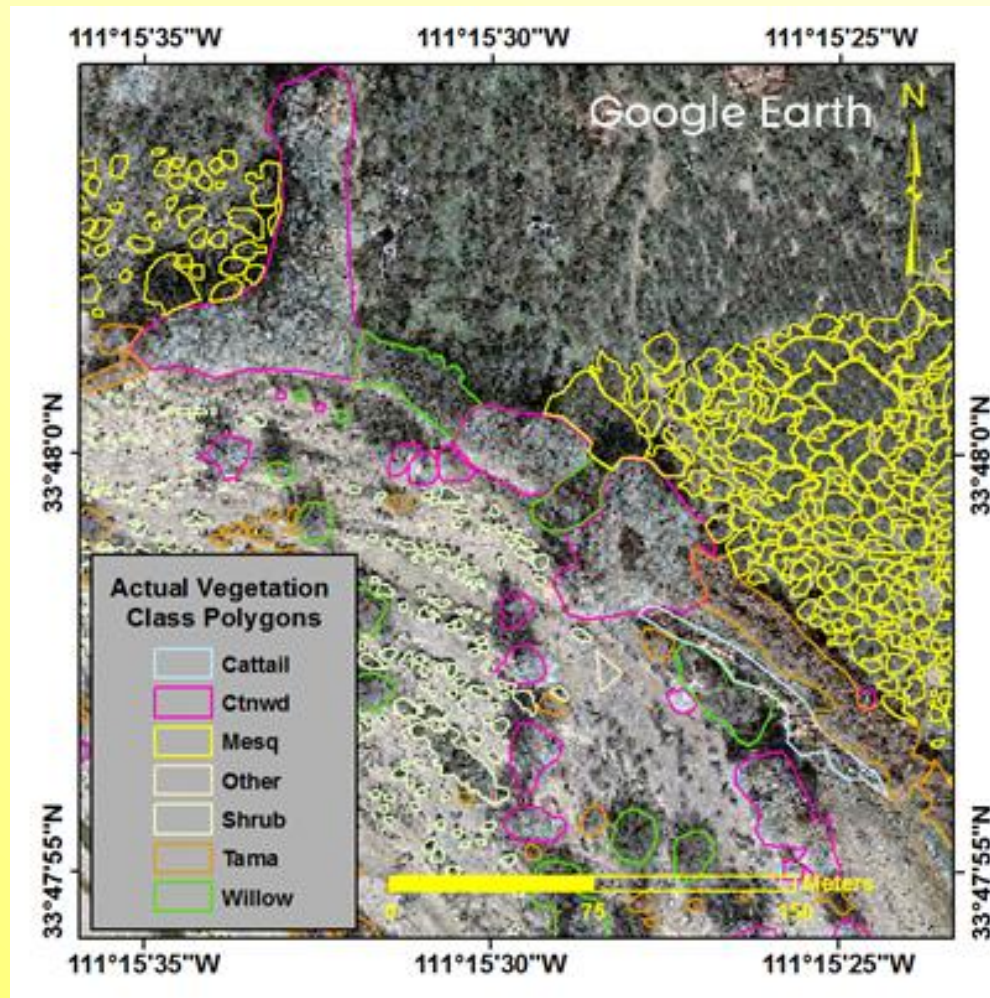 111°15'35"W 111°15'30"W 111°15'25"W
Google Earth
N
33°48'0"N
33°48'0"N
Actual Vegetation
Class Polygons
Cattail
Ctnwd
Mesq
Other
Shrub
Tama
Willow
33°47'55"N
33°47'55"N
Meters
0 75 150
111°15'35"W 111°15'30"W 111°15'25"W